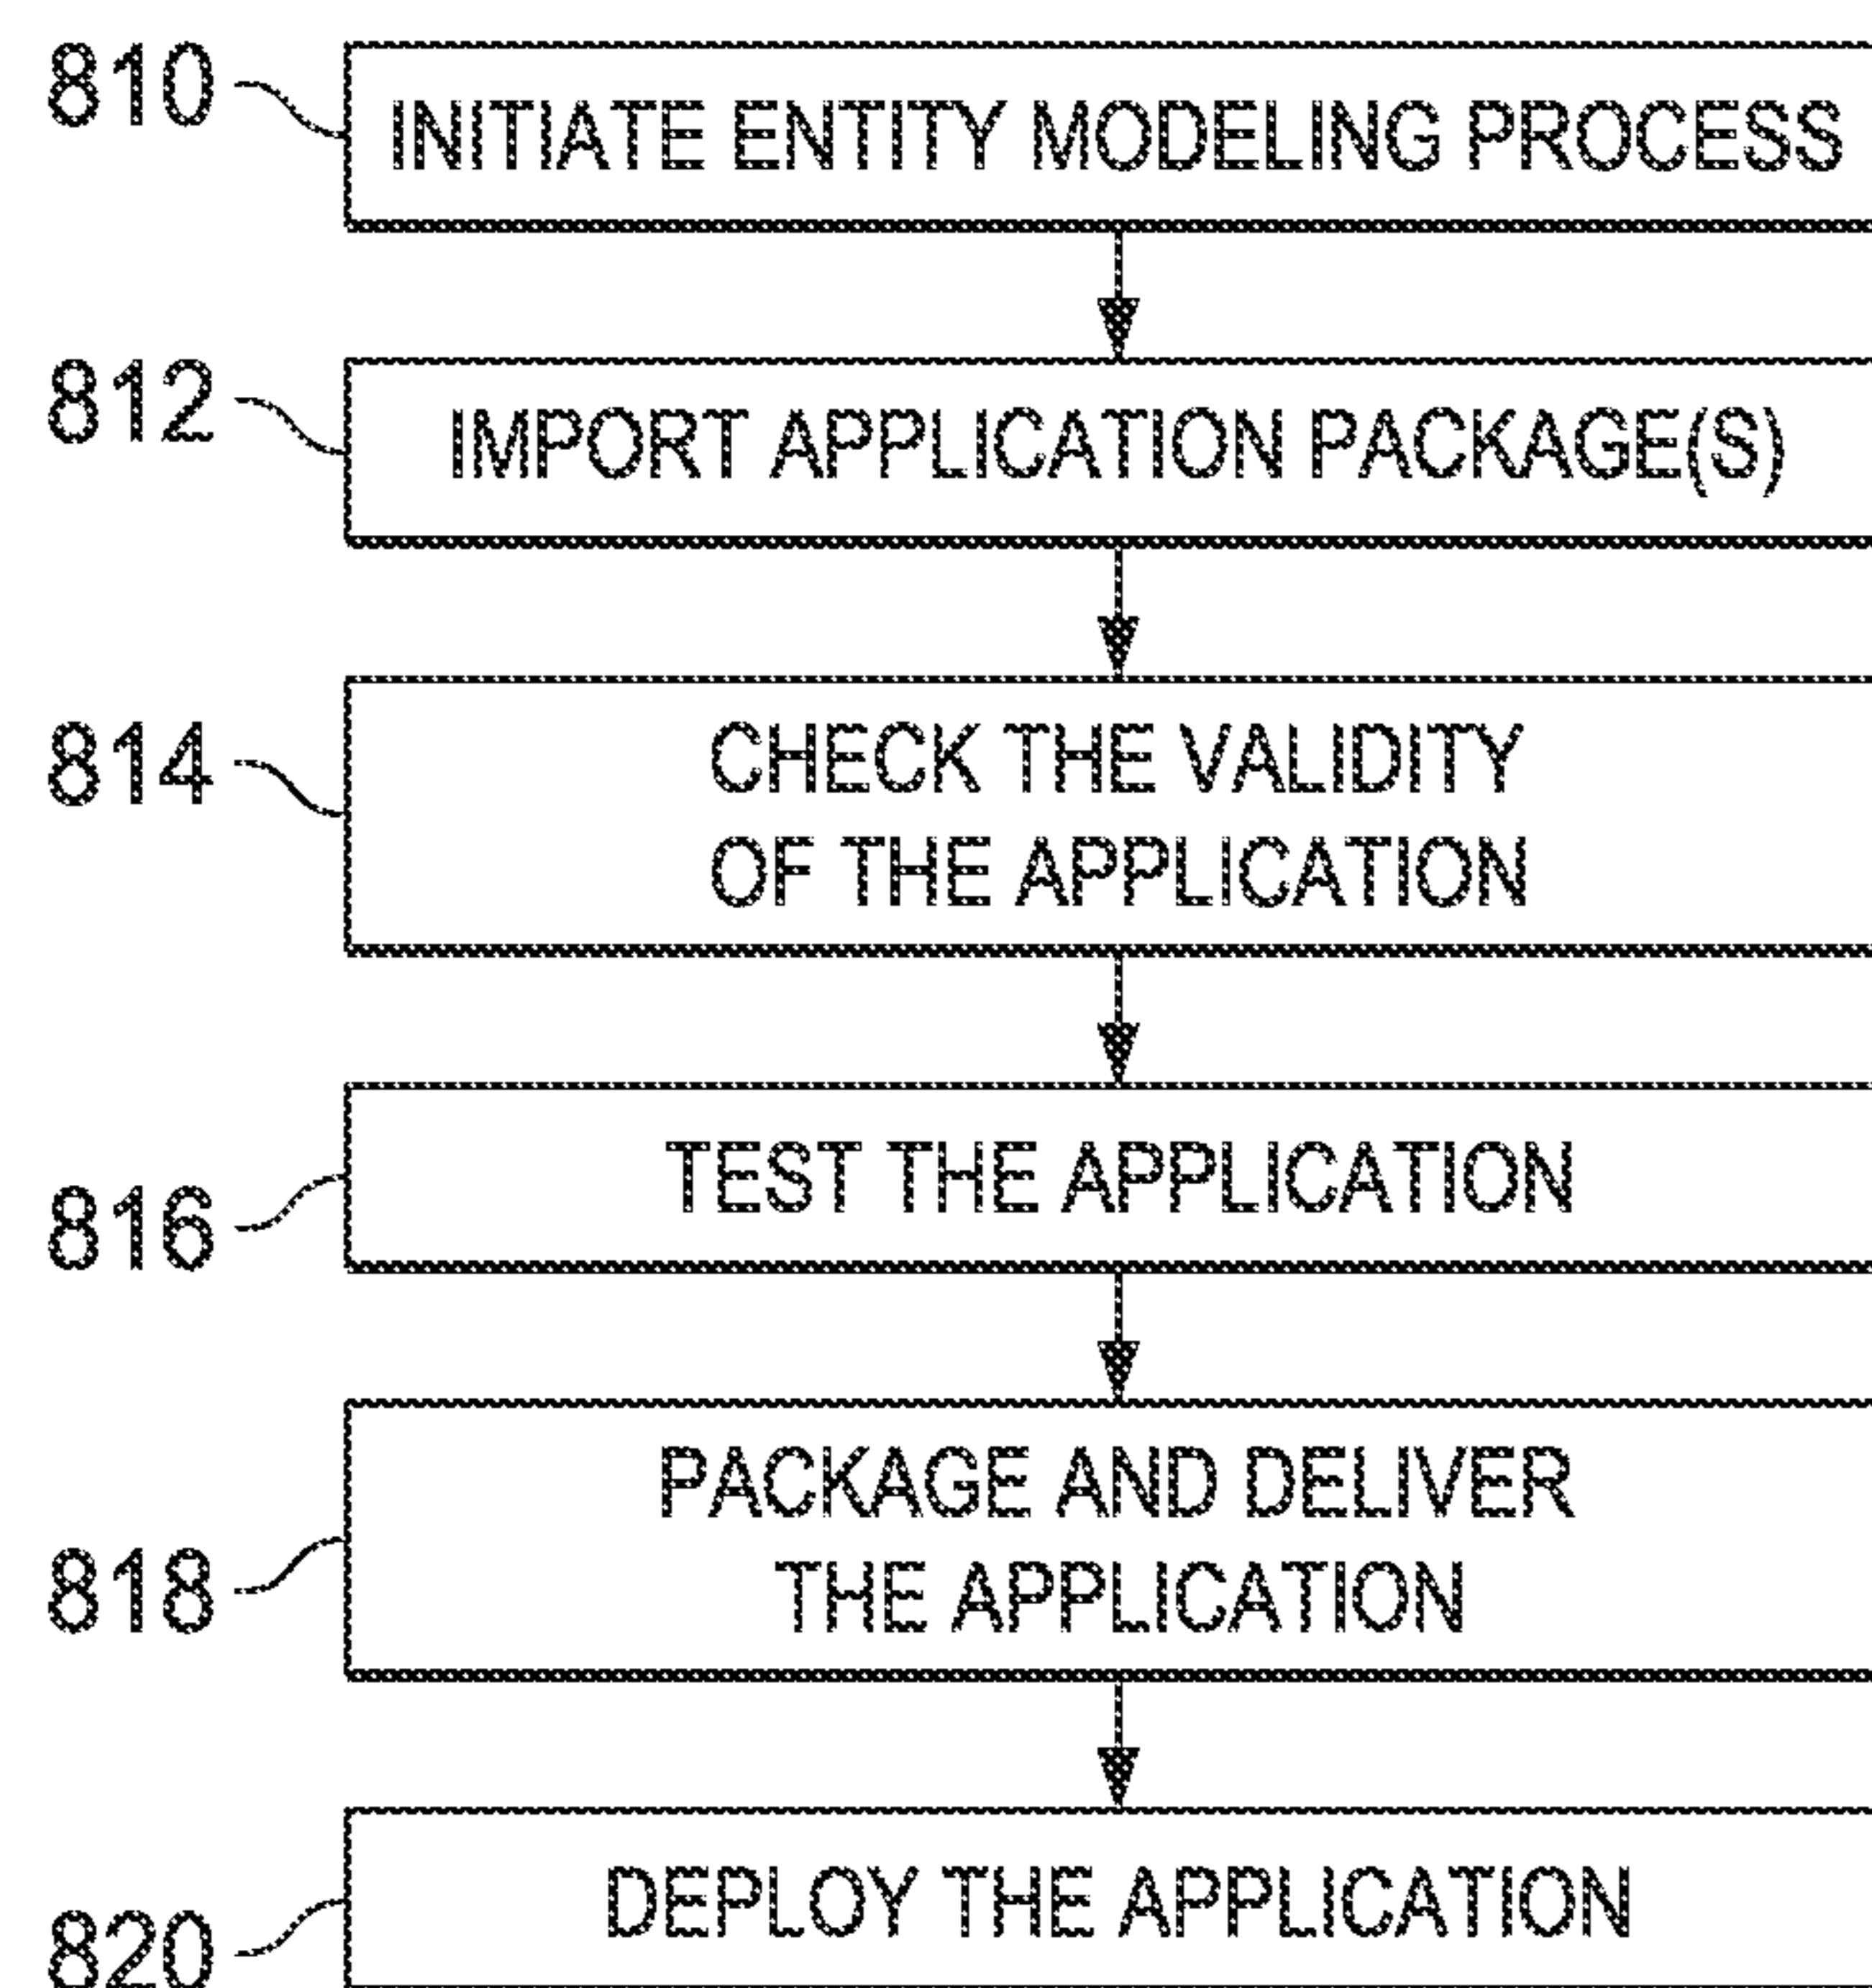 810
INITIATE ENTITY MODELING PROCESS
812
IMPORT APPLICATION PACKAGE(S)
814
CHECK THE VALIDITY
OF THE APPLICATION
816
TEST THE APPLICATION
818
PACKAGE AND DELIVER
THE APPLICATION
820
DEPLOY THE APPLICATION